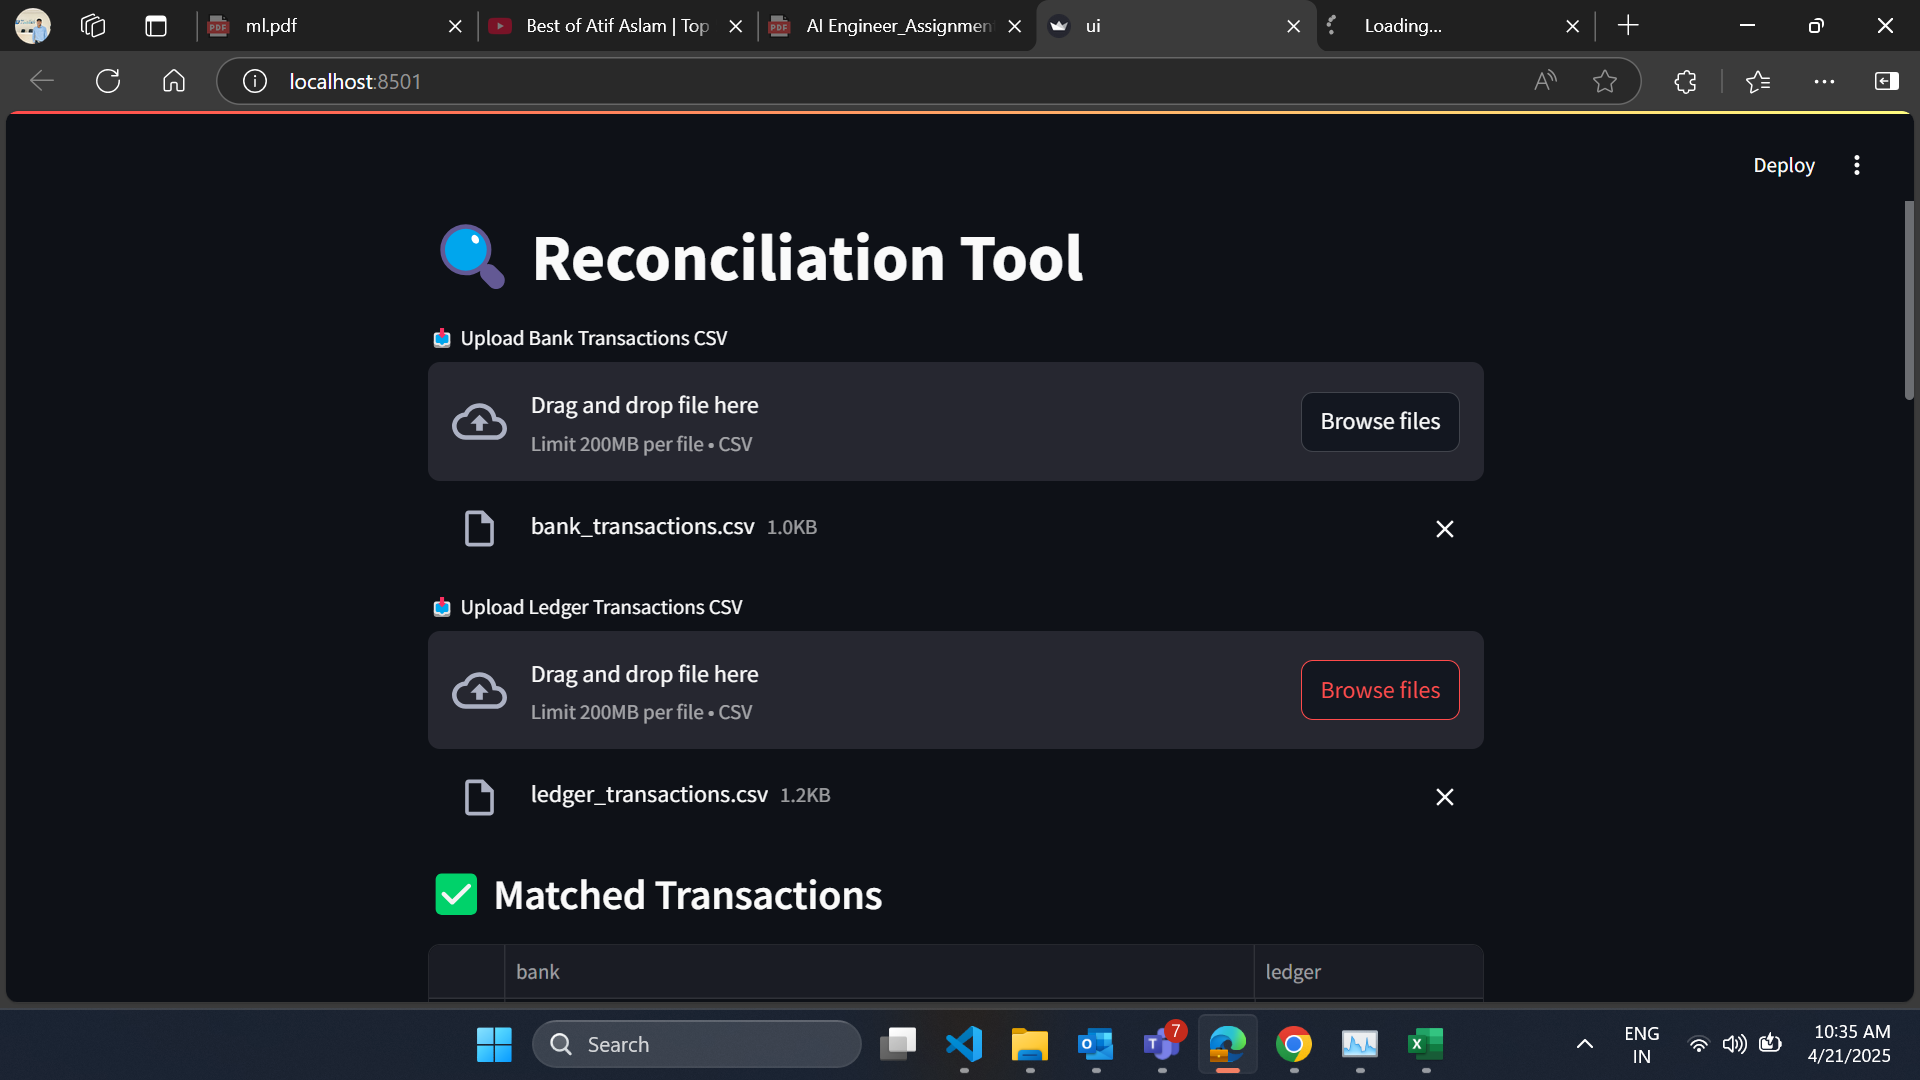 ml.pdf
Best of Atif Aslam | Top
AI Engineer_Assignmen
ui
Loading...
localhost:8501
Deploy
Reconciliation Tool
Upload Bank Transactions CSV
Drag and drop file here
Limit 200MB per file • CSV
Browse files
bank_transactions.csv 1.0KB
Upload Ledger Transactions CSV
Drag and drop file here
Limit 200MB per file • CSV
Browse files
ledger_transactions.csv 1.2KB
Matched Transactions
bank
ledger
Search
7
ENG
IN
10:35 AM
4/21/2025